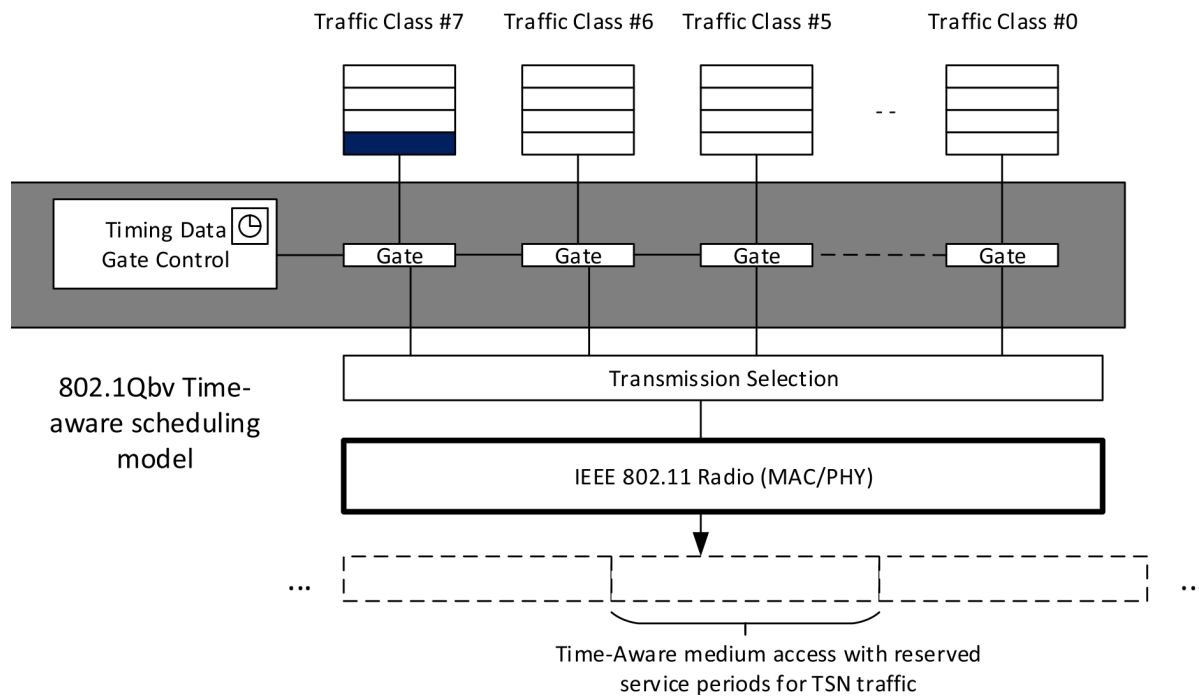 Traffic Class #7
Traffic Class #6
Traffic Class #5
Traffic Class #0
- -
Timing Data
Gate Control
Gate
Gate
Gate
Gate
Transmission Selection
802.1Qbv Time-
aware scheduling
model
IEEE 802.11 Radio (MAC/PHY)
...
...
Time-Aware medium access with reserved
service periods for TSN traffic